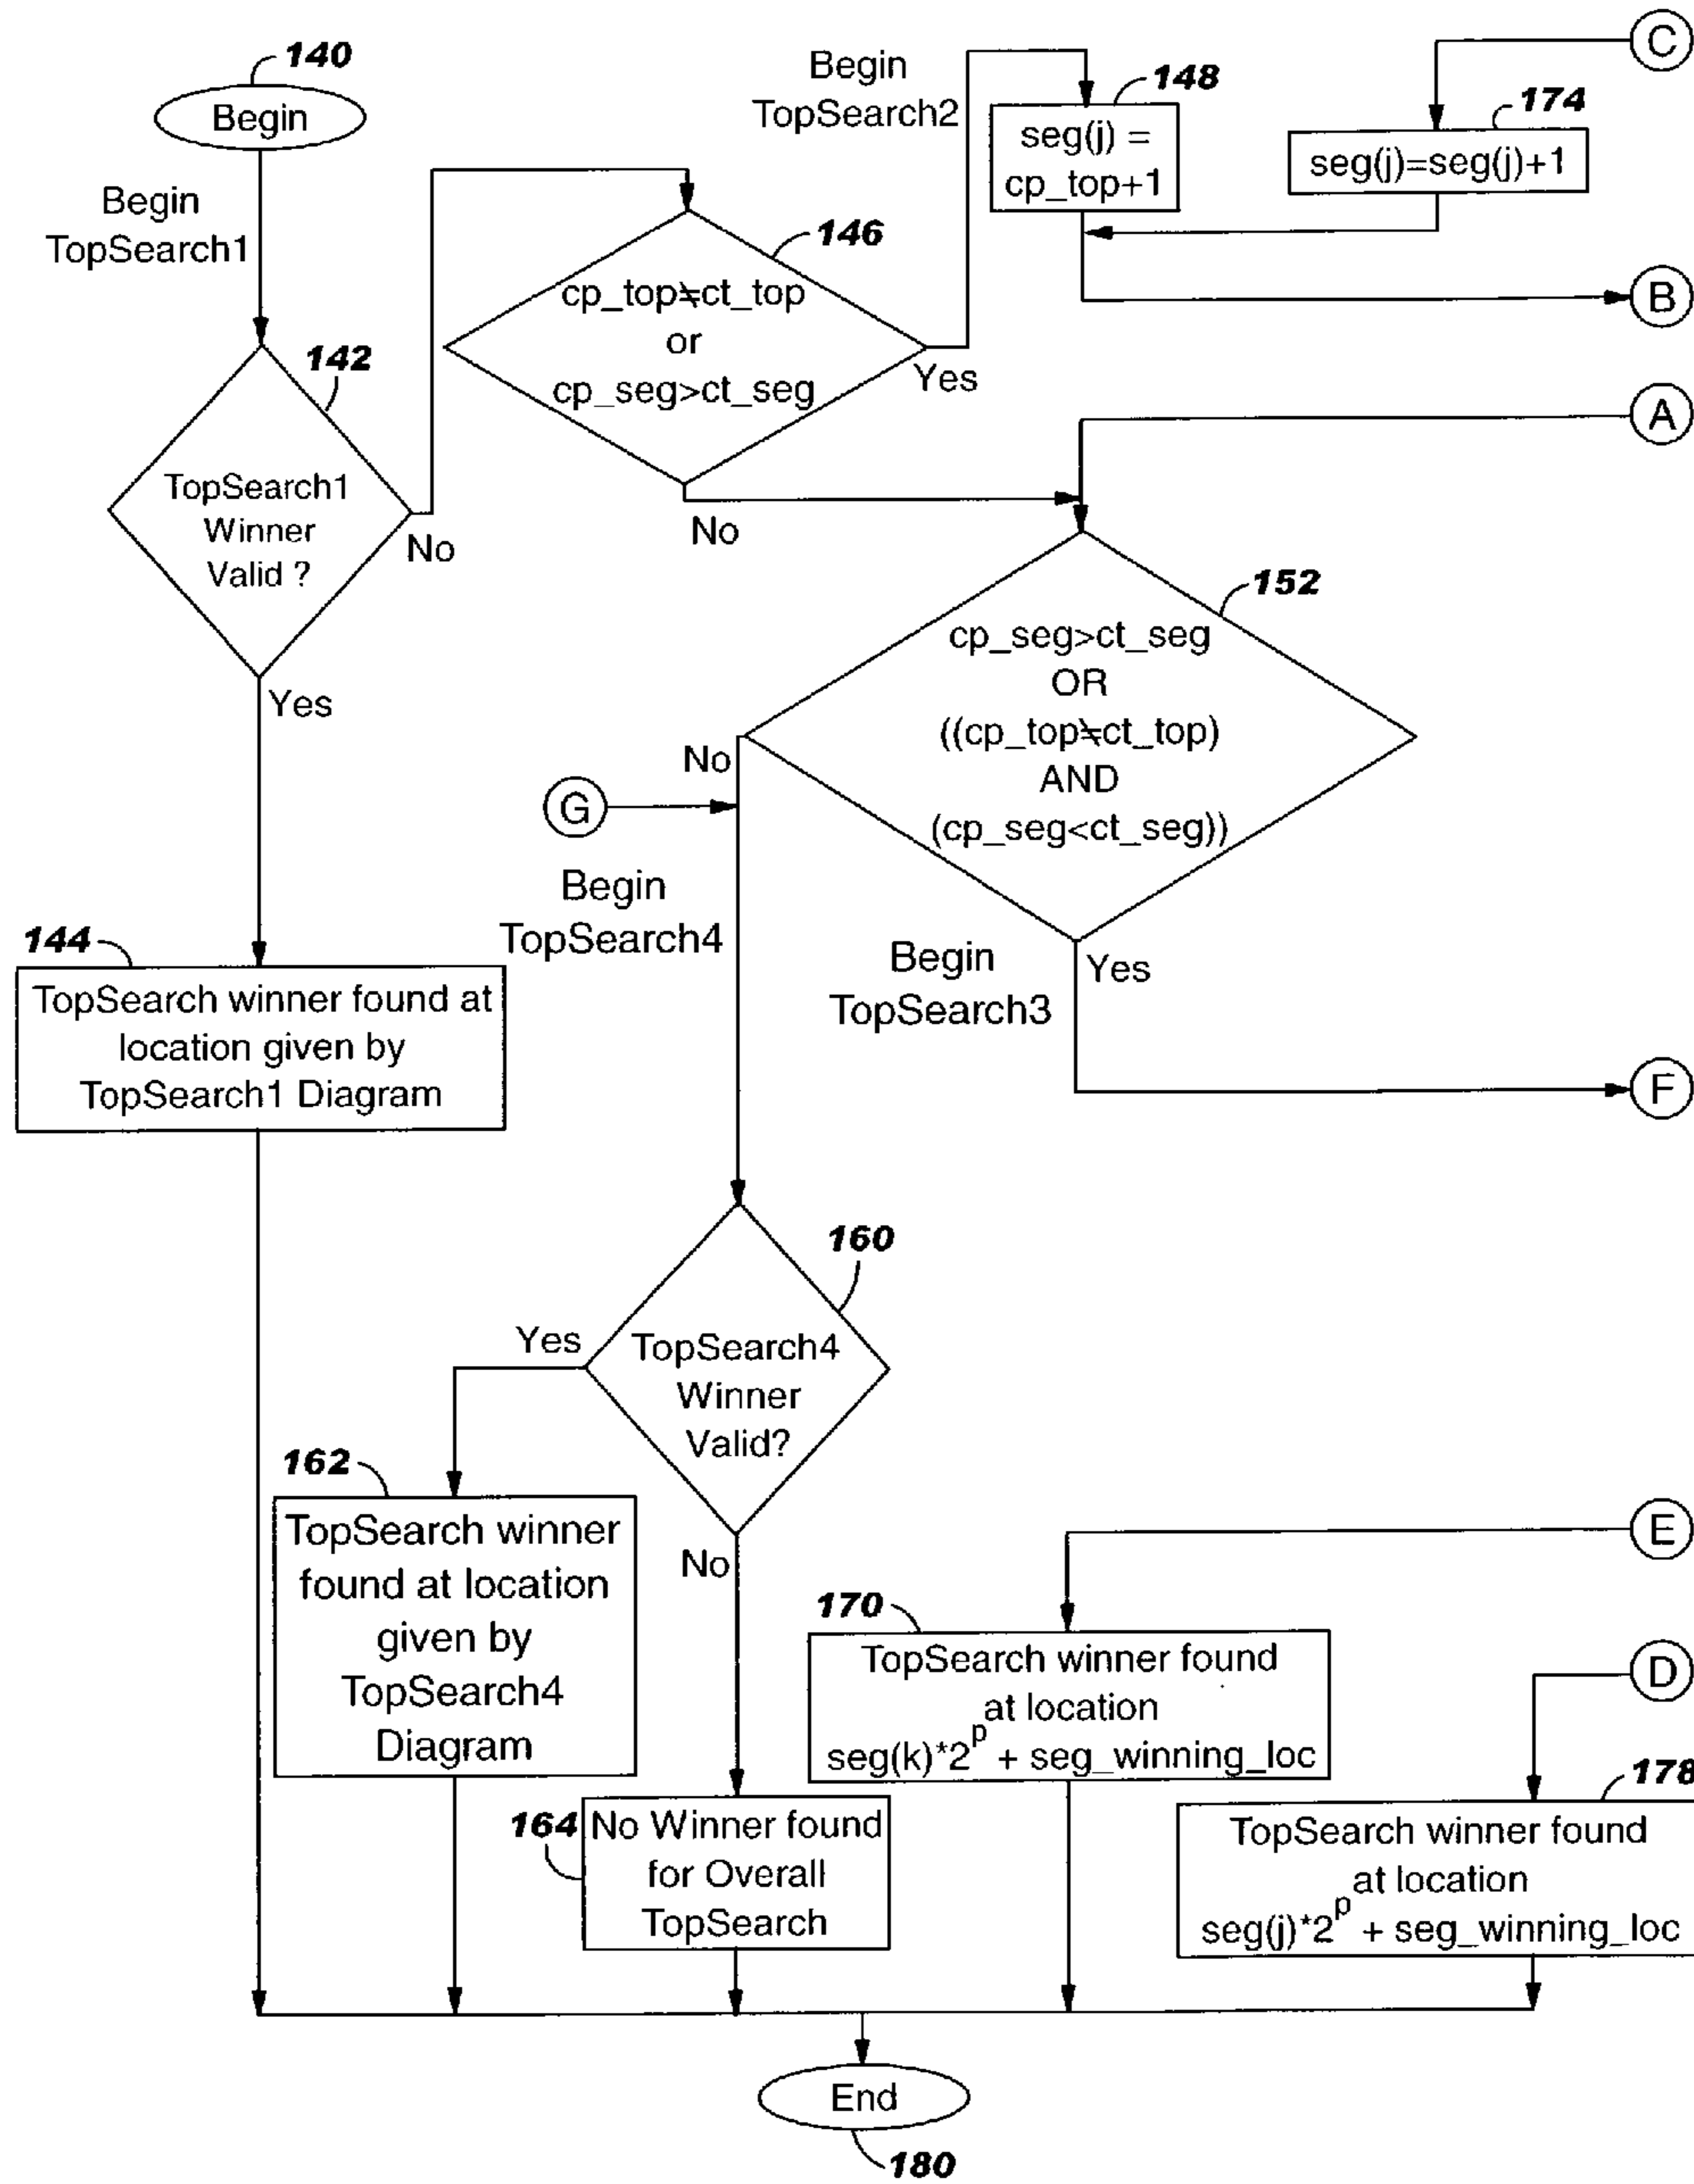 140
Begin
Begin
TopSearch1
142
TopSearch1
Winner
Valid ?
No
Yes
144
TopSearch winner found at
location given by
TopSearch1 Diagram
146
cp_top≠ct_top
or
cp_seg>ct_seg
Yes
No
Begin
TopSearch2
148
seg(j) =
cp_top+1
C
174
seg(j)=seg(j)+1
B
A
152
cp_seg>ct_seg
OR
((cp_top≠ct_top)
AND
(cp_seg<ct_seg))
No
G
Begin
TopSearch4
Begin
TopSearch3
Yes
F
160
TopSearch4
Winner
Valid?
Yes
No
162
TopSearch winner
found at location
given by
TopSearch4
Diagram
164
No Winner found
for Overall
TopSearch
E
170
TopSearch winner found
at location
seg(k)*2^p + seg_winning_loc
D
178
TopSearch winner found
at location
seg(j)*2^p + seg_winning_loc
End
180